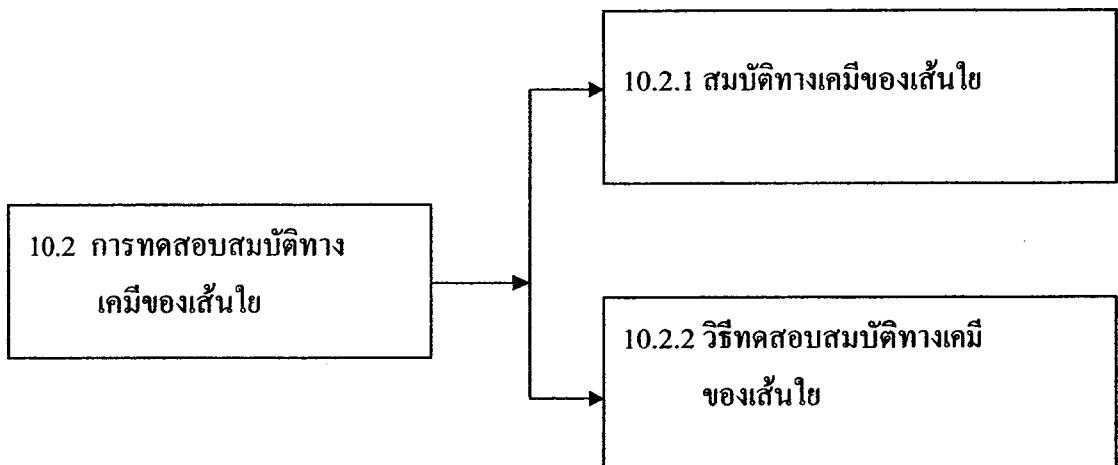 10.2.1 สมบัติทางเคมีของเส้นใย
10.2 การทดสอบสมบัติทาง
เคมีของเส้นใย
10.2.2 วิธีทดสอบสมบัติทางเคมี
ของเส้นใย